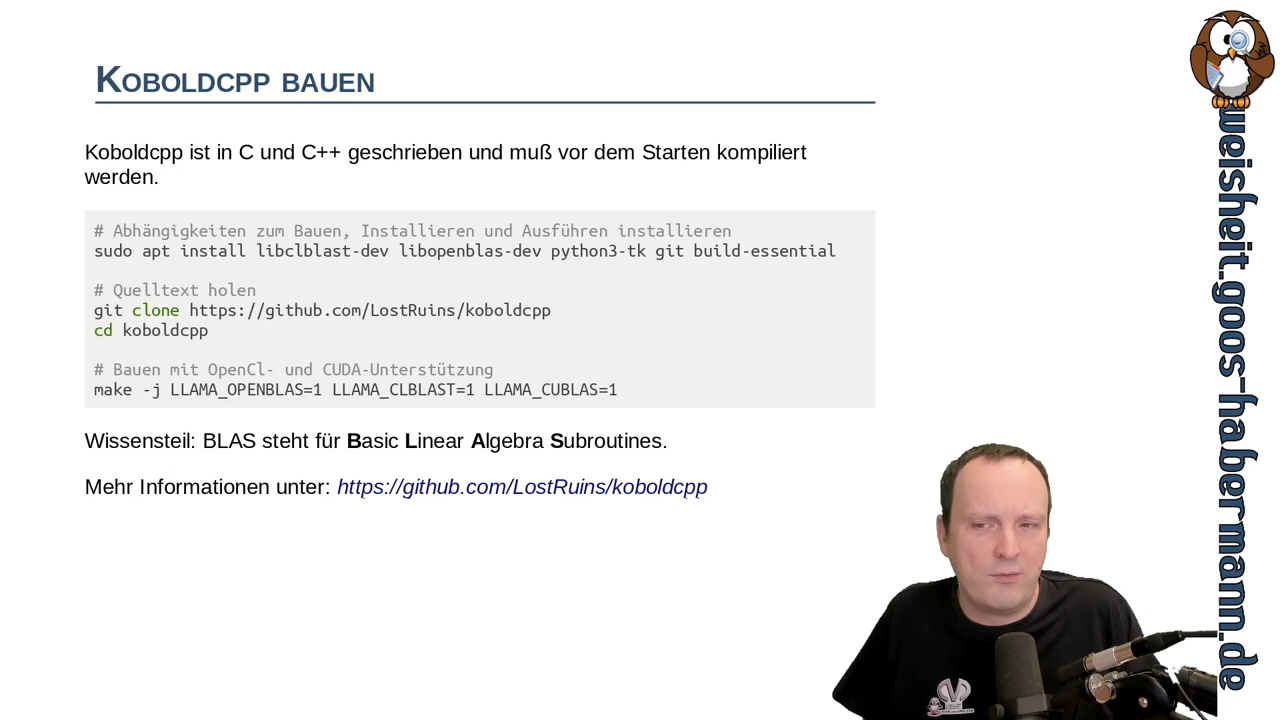 Koboldcpp bauen
Koboldcpp ist in C und C++ geschrieben und muß vor dem Starten kompiliert
werden.
# Abhängigkeiten zum Bauen, Installieren und Ausführen installieren
sudo apt install libclblast-dev libopenblas-dev python3-tk git build-essential
# Quelltext holen
git clone https://github.com/LostRuins/koboldcpp
cd koboldcpp
# Bauen mit OpenCl- und CUDA-Unterstützung
make -j LLAMA_OPENBLAS=1 LLAMA_CLBLAST=1 LLAMA_CUBLAS=1
Wissensteil: BLAS steht für Basic Linear Algebra Subroutines.
Mehr Informationen unter: https://github.com/LostRuins/koboldcpp
weisheit.goos-habermann.de